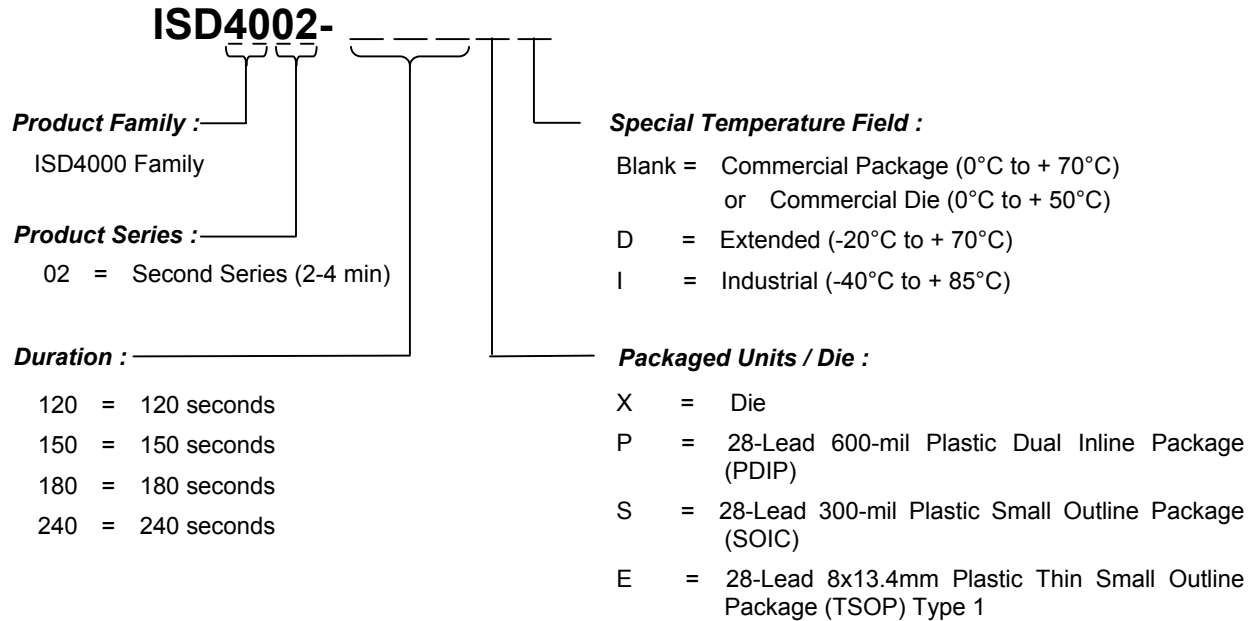 ISD4002- _ _ _ _ _
Product Family :
ISD4000 Family
Product Series :
02 = Second Series (2-4 min)
Duration :
120 = 120 seconds
150 = 150 seconds
180 = 180 seconds
240 = 240 seconds
Special Temperature Field :
Blank = Commercial Package (0°C to + 70°C)
or Commercial Die (0°C to + 50°C)
D = Extended (-20°C to + 70°C)
I = Industrial (-40°C to + 85°C)
Packaged Units / Die :
X = Die
P = 28-Lead 600-mil Plastic Dual Inline Package
(PDIP)
S = 28-Lead 300-mil Plastic Small Outline Package
(SOIC)
E = 28-Lead 8x13.4mm Plastic Thin Small Outline
Package (TSOP) Type 1